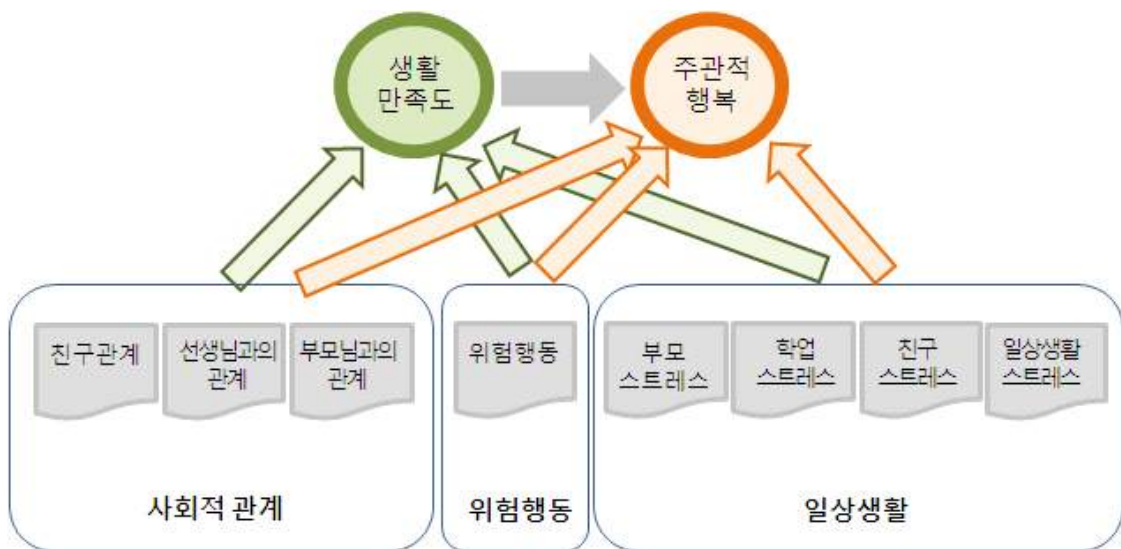 생활
만족도
주관적
행복
친구관계
선생님과의
관계
부모님과의
관계
위험행동
부모
스트레스
학업
스트레스
친구
스트레스
일상생활
스트레스
사회적 관계
위험행동
일상생활